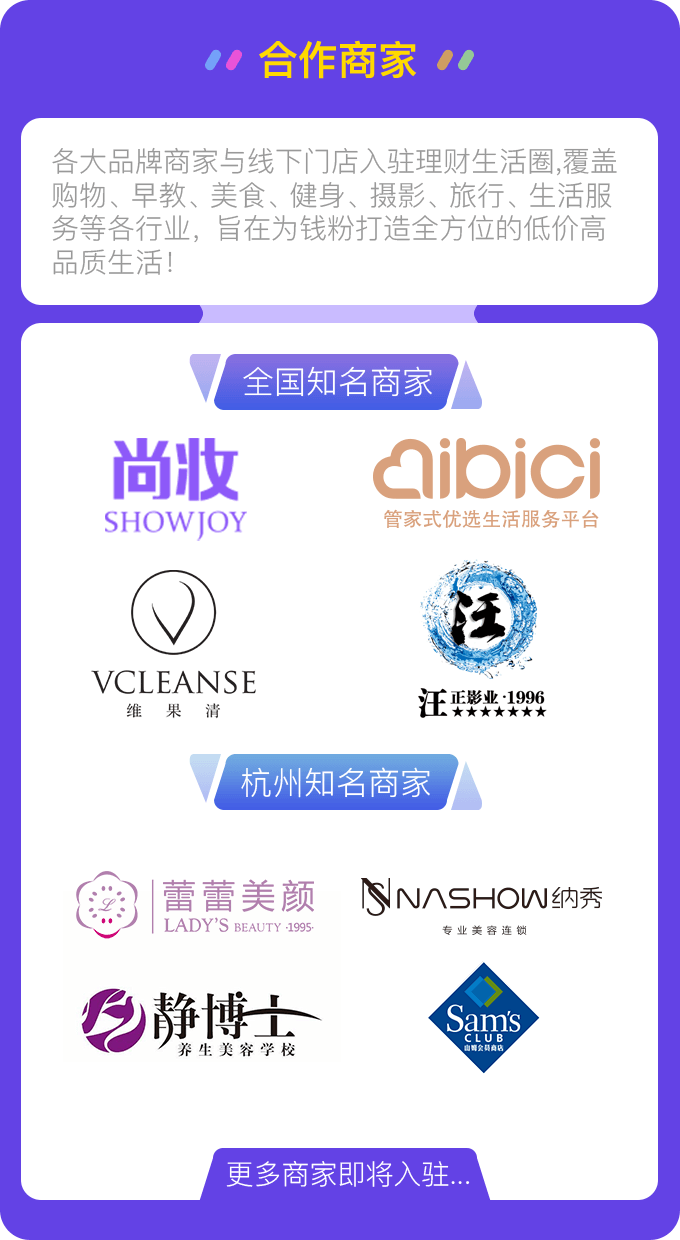 合作商家
各大品牌商家与线下门店入驻理财生活圈,覆盖
购物、早教、美食、健身、摄影、旅行、生活服
务等各行业，旨在为钱粉打造全方位的低价高
品质生活！
全国知名商家
尚妆
SHOWJOY
aibici
管家式优选生活服务平台
VCLEANSE
维果清
汪
汪正影业·1996
杭州知名商家
L
蕾蕾美颜
LADY'S BEAUTY ·1995·
NASHOW纳秀
专业美容连锁
静博士
养生美容学校
Sam's
CLUB
山姆会員商店
更多商家即将入驻...